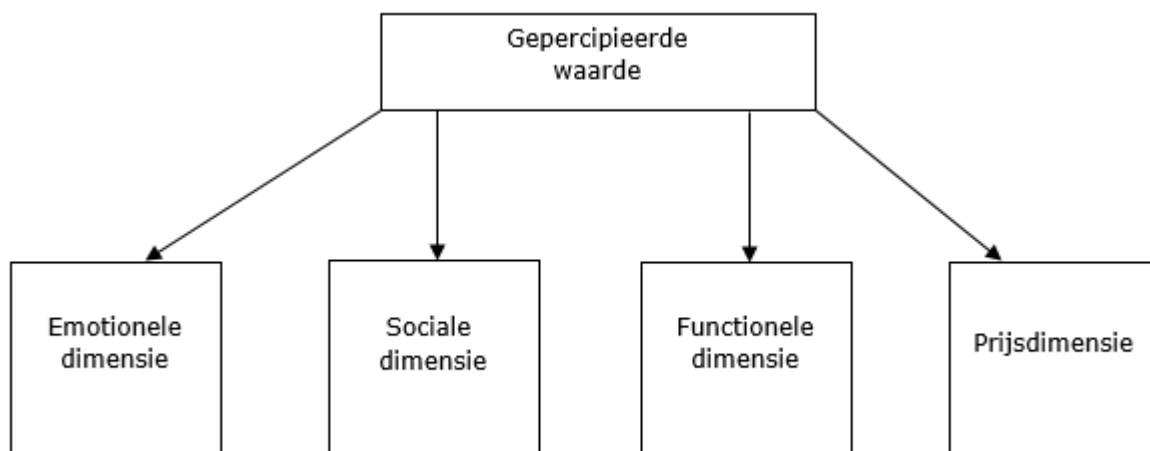 Gepercipieerde
waarde
Emotionele
dimensie
Sociale
dimensie
Functionele
dimensie
Prijsdimensie